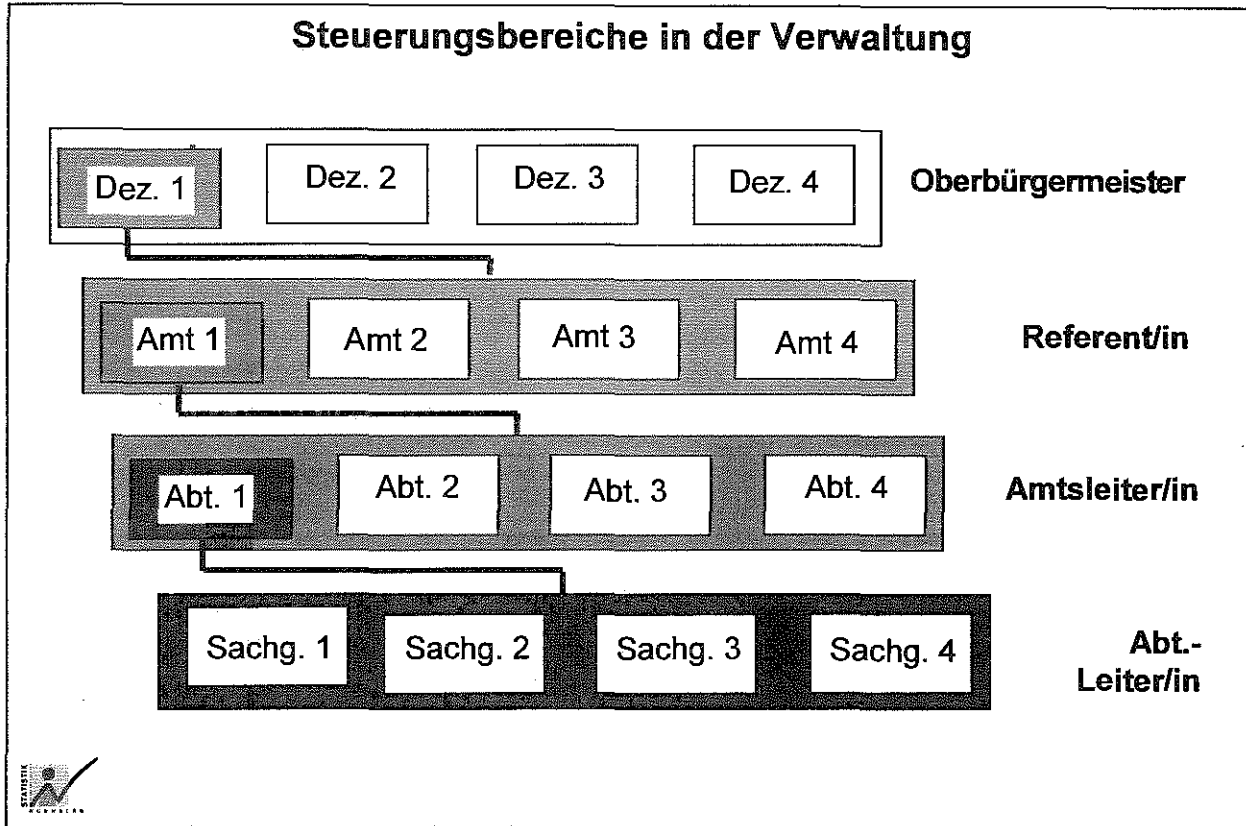 Steuerungsbereiche in der Verwaltung
Dez. 1 Dez. 2 Dez. 3 Dez. 4 Oberbürgermeister
Amt 1 Amt 2 Amt 3 Amt 4 Referent/in
Abt. 1 Abt. 2 Abt. 3 Abt. 4 Amtsleiter/in
Sachg. 1 Sachg. 2 Sachg. 3 Sachg. 4 Abt.-
Leiter/in
STATISTIK
NÜRNBERG